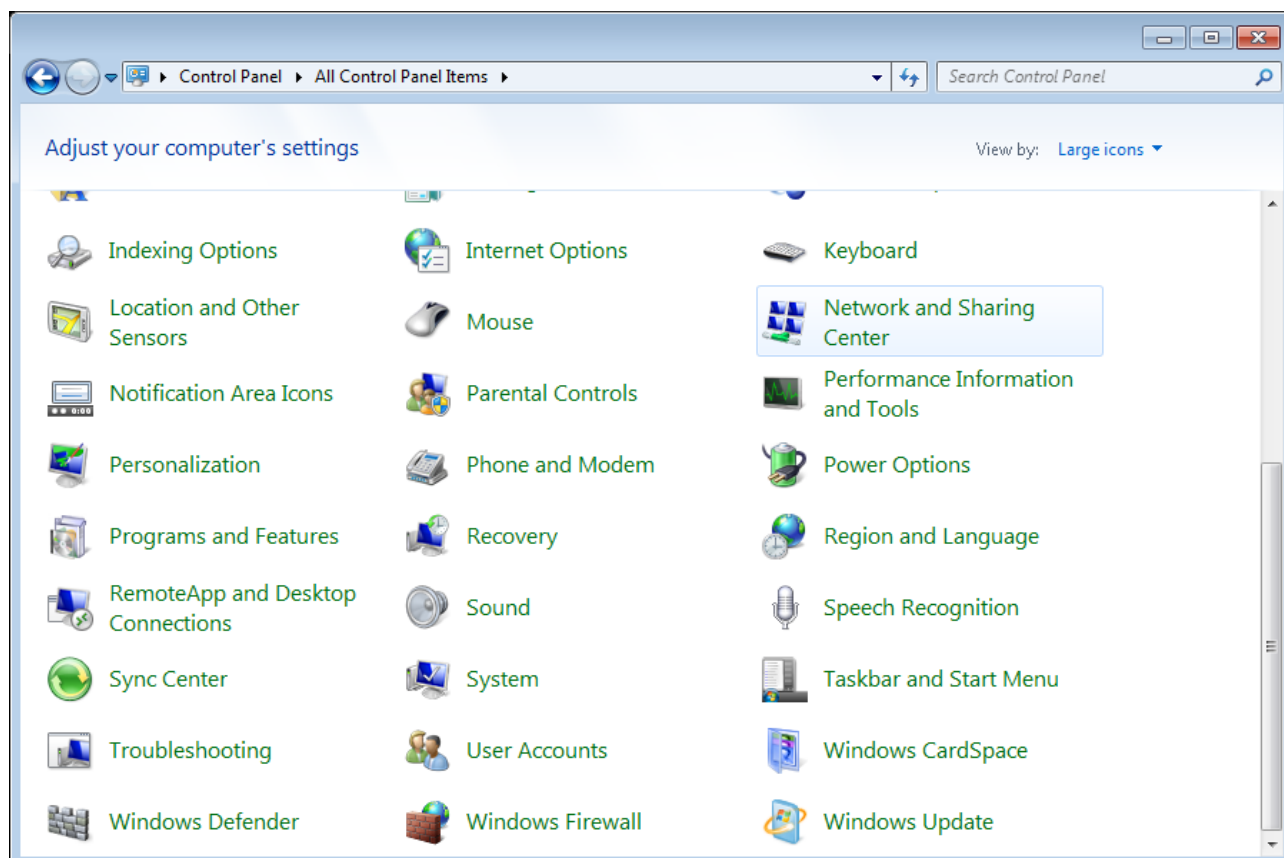 Control Panel All Control Panel Items Search Control Panel
Adjust your computer's settings View by: Large icons
Indexing Options Internet Options Keyboard
Location and Other Sensors Mouse Network and Sharing Center
Notification Area Icons Parental Controls Performance Information and Tools
Personalization Phone and Modem Power Options
Programs and Features Recovery Region and Language
RemoteApp and Desktop Connections Sound Speech Recognition
Sync Center System Taskbar and Start Menu
Troubleshooting User Accounts Windows CardSpace
Windows Defender Windows Firewall Windows Update